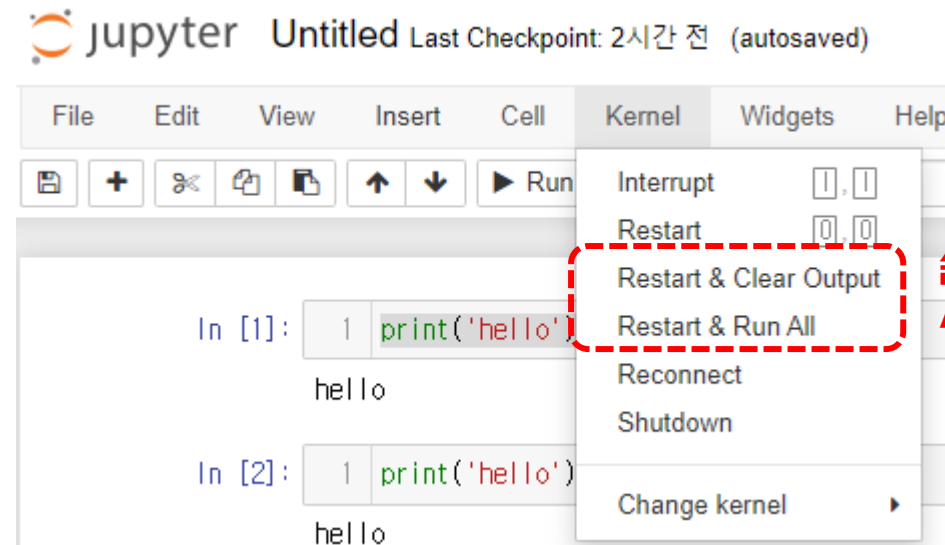 jupyter Untitled Last Checkpoint: 2시간 전 (autosaved)
File Edit View Insert Cell Kernel Widgets Help
Run
Interrupt I, I
Restart 0, 0
Restart & Clear Output
Restart & Run All
Reconnect
Shutdown
Change kernel
In [1]: 1 print('hello')
hello
In [2]: 1 print('hello')
hello